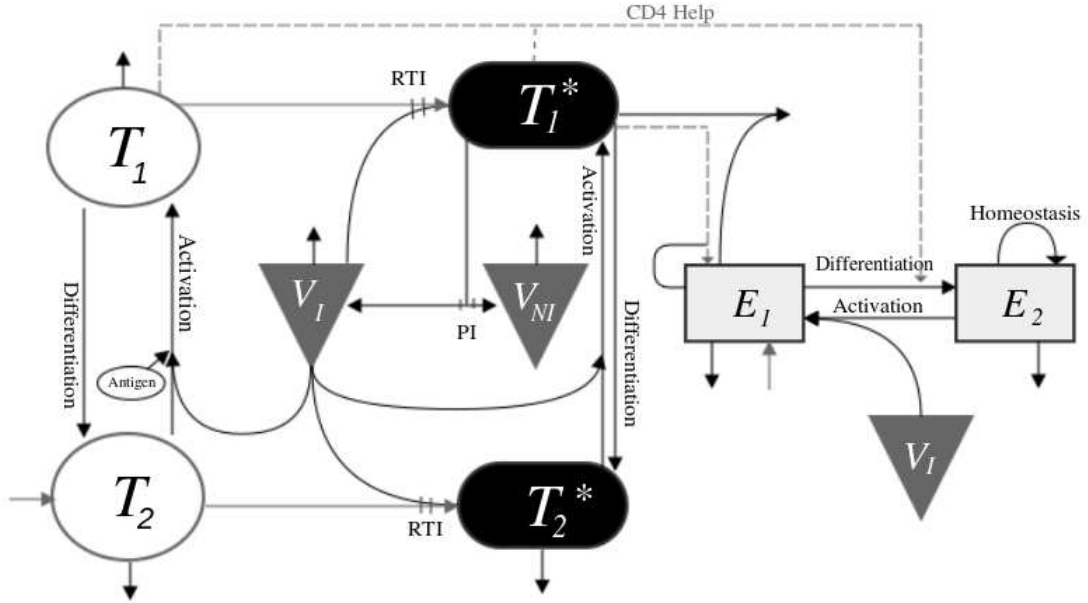 CD4 Help
RTI
T1*
T1
Activation
Differentiation
Antigen
VI
VNI
PI
Activation
Differentiation
Homeostasis
Differentiation
E1
Activation
E2
VI
T2
RTI
T2*